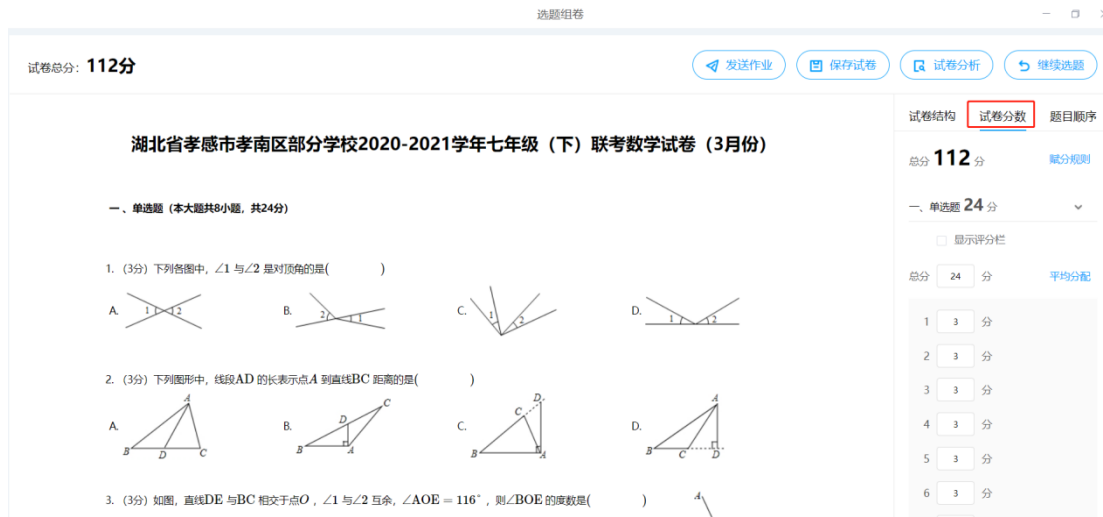 选题组卷
试卷总分：112分
发送作业 保存试卷 试卷分析 继续选题
试卷结构 试卷分数 题目顺序
湖北省孝感市孝南区部分学校2020-2021学年七年级（下）联考数学试卷（3月份）
总分 112 分 赋分规则
一、单选题（本大题共8小题，共24分）
一、单选题 24 分
显示评分栏
1. （3分）下列各图中，∠1 与∠2 是对顶角的是( )
总分 24 分 平均分配
A. 1 2 B. 2 1 C. 1 2 D. 1 2
1 3 分
2 3 分
2. （3分）下列图形中，线段AD 的长表示点A 到直线BC 距离的是( )
3 3 分
A. A B D C B. D C B A C. D C B A D. A B C D
4 3 分
5 3 分
6 3 分
3. （3分）如图，直线DE 与BC 相交于点O ，∠1 与∠2 互余，∠AOE = 116° ，则∠BOE 的度数是( ) A